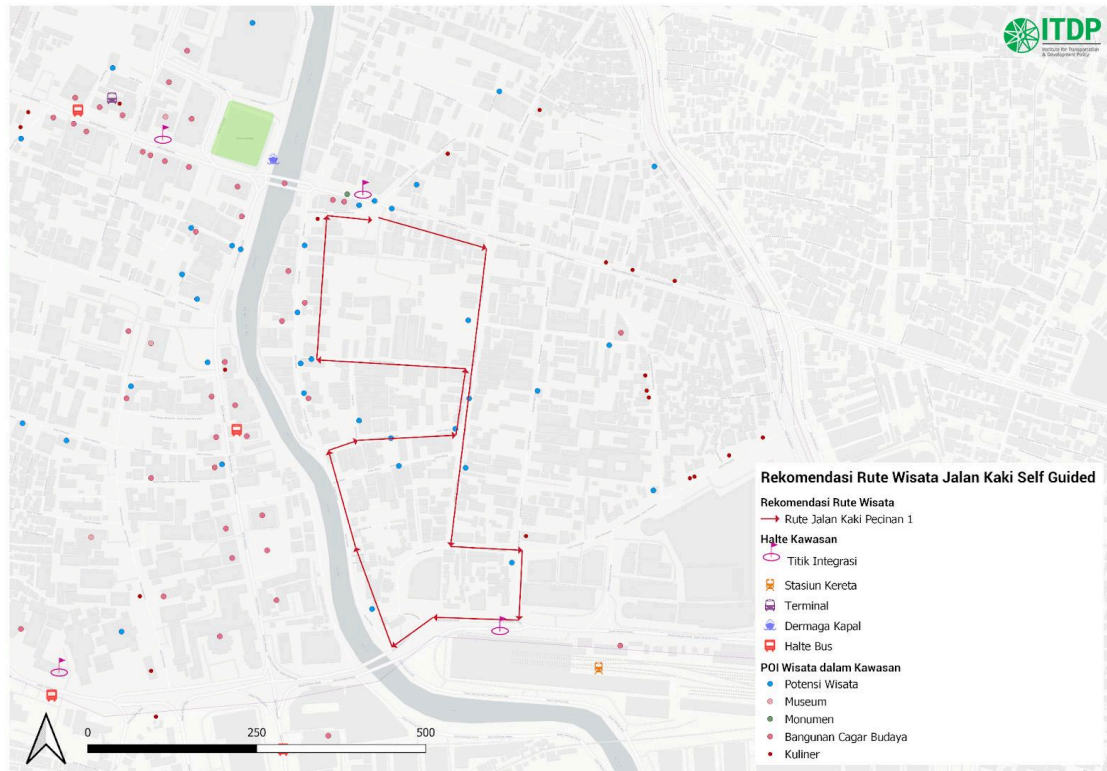 ITDP
Institute for Transportation
& Development Policy
Rekomendasi Rute Wisata Jalan Kaki Self Guided
Rekomendasi Rute Wisata
Rute Jalan Kaki Pecinan 1
Halte Kawasan
Titik Integrasi
Stasiun Kereta
Terminal
Dermaga Kapal
Halte Bus
POI Wisata dalam Kawasan
Potensi Wisata
Museum
Monumen
Bangunan Cagar Budaya
Kuliner
0 250 500